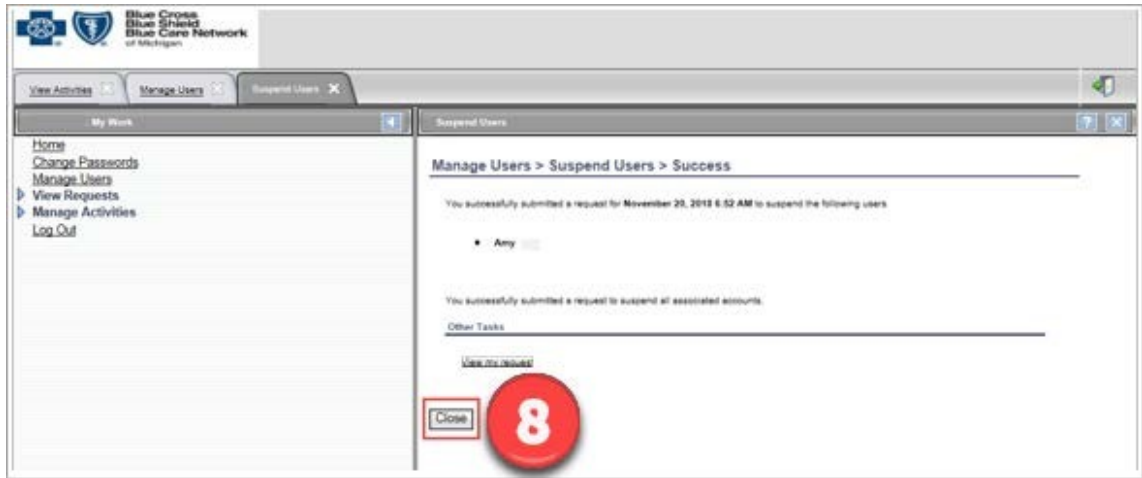 Blue Cross
Blue Shield
Blue Care Network
of Michigan
View Activities
Manage Users
Suspend Users
My Work
Suspend Users
Home
Change Passwords
Manage Users
View Requests
Manage Activities
Log Out
Manage Users > Suspend Users > Success
You successfully submitted a request for November 20, 2018 6:52 AM to suspend the following users
Amy
You successfully submitted a request to suspend all associated accounts.
Other Tasks
View my request
Close
8